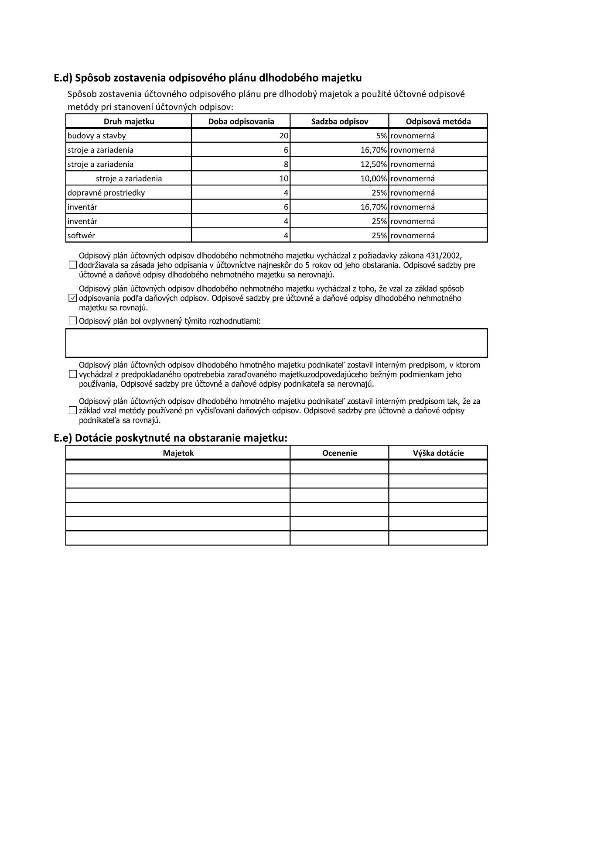 E.d) Spôsob zostavenia odpisového plánu dlhodobého majetku
Spôsob zostavenia účtovného odpisového plánu pre dlhodobý majetok a použité účtovné odpisové
metódy pri stanovení účtovných odpisov:
Druh majetku Doba odpisovania Sadzba odpisov Odpisová metóda
budovy a stavby 20 5% rovnomerná
stroje a zariadenia 6 16,70% rovnomerná
stroje a zariadenia 8 12,50% rovnomerná
stroje a zariadenia 10 10,00% rovnomerná
dopravné prostriedky 4 25% rovnomerná
inventár 6 16,70% rovnomerná
inventár 4 25% rovnomerná
softwér 4 25% rovnomerná
Odpisový plán účtovných odpisov dlhodobého nehmotného majetku vychádzal z požiadavky zákona 431/2002,
dodržiavala sa zásada jeho odpísania v účtovníctve najneskôr do 5 rokov od jeho obstarania. Odpisové sadzby pre
účtovné a daňové odpisy dlhodobého nehmotného majetku sa nerovnajú.
Odpisový plán účtovných odpisov dlhodobého nehmotného majetku vychádzal z toho, že vzal za základ spôsob
odpisovania podľa daňových odpisov. Odpisové sadzby pre účtovné a daňové odpisy dlhodobého nehmotného
majetku sa rovnajú.
Odpisový plán bol ovplyvnený týmito rozhodnutiami:
Odpisový plán účtovných odpisov dlhodobého hmotného majetku podnikateľ zostavil interným predpisom, v ktorom
vychádzal z predpokladaného opotrebebia zaraďovaného majetkuzodpovedajúceho bežným podmienkam jeho
používania, Odpisové sadzby pre účtovné a daňové odpisy podnikateľa sa nerovnajú.
Odpisový plán účtovných odpisov dlhodobého hmotného majetku podnikateľ zostavil interným predpisom tak, že za
základ vzal metódy používané pri vyčísľovaní daňových odpisov. Odpisové sadzby pre účtovné a daňové odpisy
podnikateľa sa rovnajú.
E.e) Dotácie poskytnuté na obstaranie majetku:
Majetok Ocenenie Výška dotácie